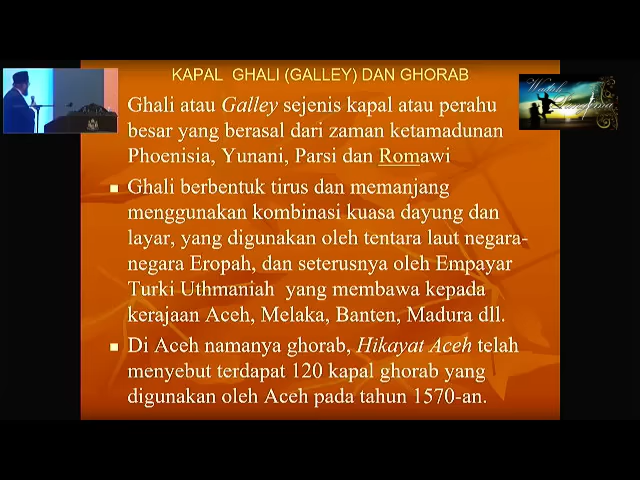 KAPAL GHALI (GALLEY) DAN GHORAB
Ghali atau Galley sejenis kapal atau perahu
besar yang berasal dari zaman ketamadunan
Phoenisia, Yunani, Parsi dan Romawi
Ghali berbentuk tirus dan memanjang
menggunakan kombinasi kuasa dayung dan
layar, yang digunakan oleh tentara laut negara-
negara Eropah, dan seterusnya oleh Empayar
Turki Uthmaniah yang membawa kepada
kerajaan Aceh, Melaka, Banten, Madura dll.
Di Aceh namanya ghorab, Hikayat Aceh telah
menyebut terdapat 120 kapal ghorab yang
digunakan oleh Aceh pada tahun 1570-an.